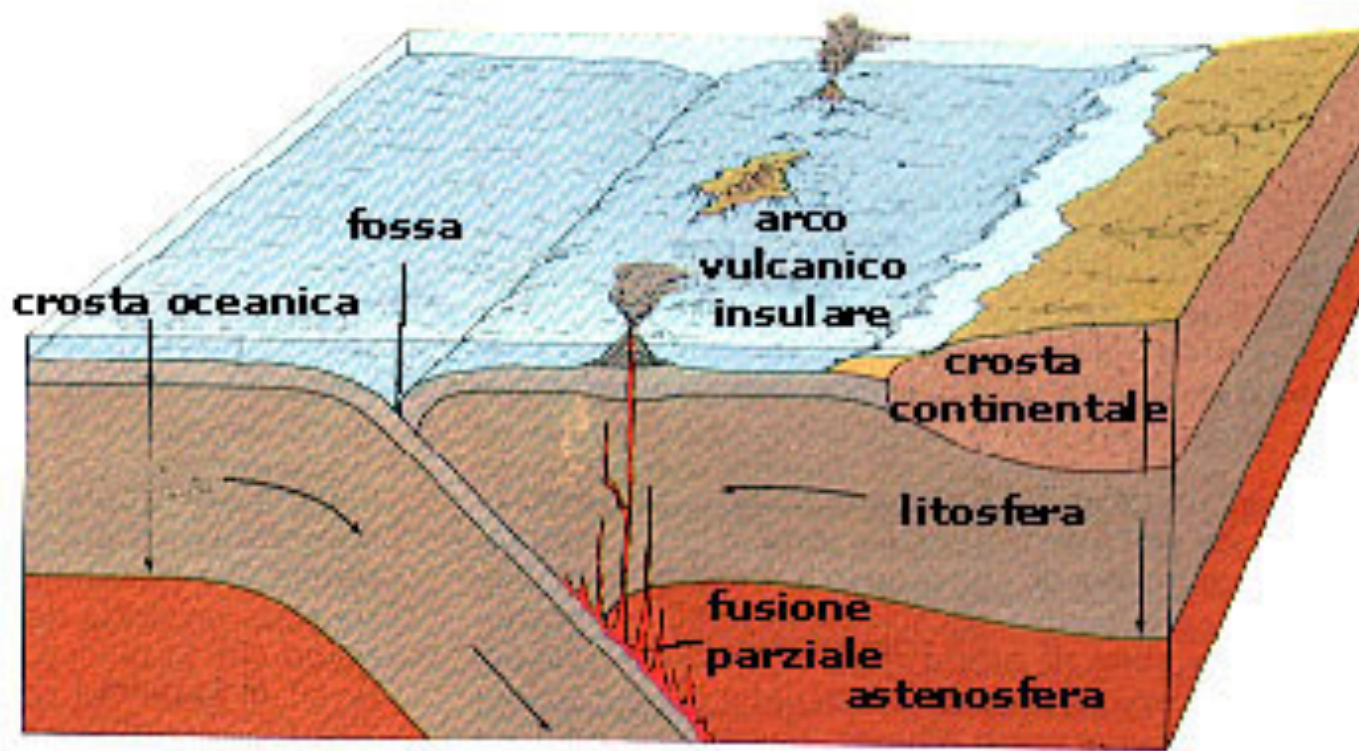 fossa
crosta oceanica
arco
vulcanico
insulare
crosta
continentale
litosfera
fusione
parziale
astenosfera